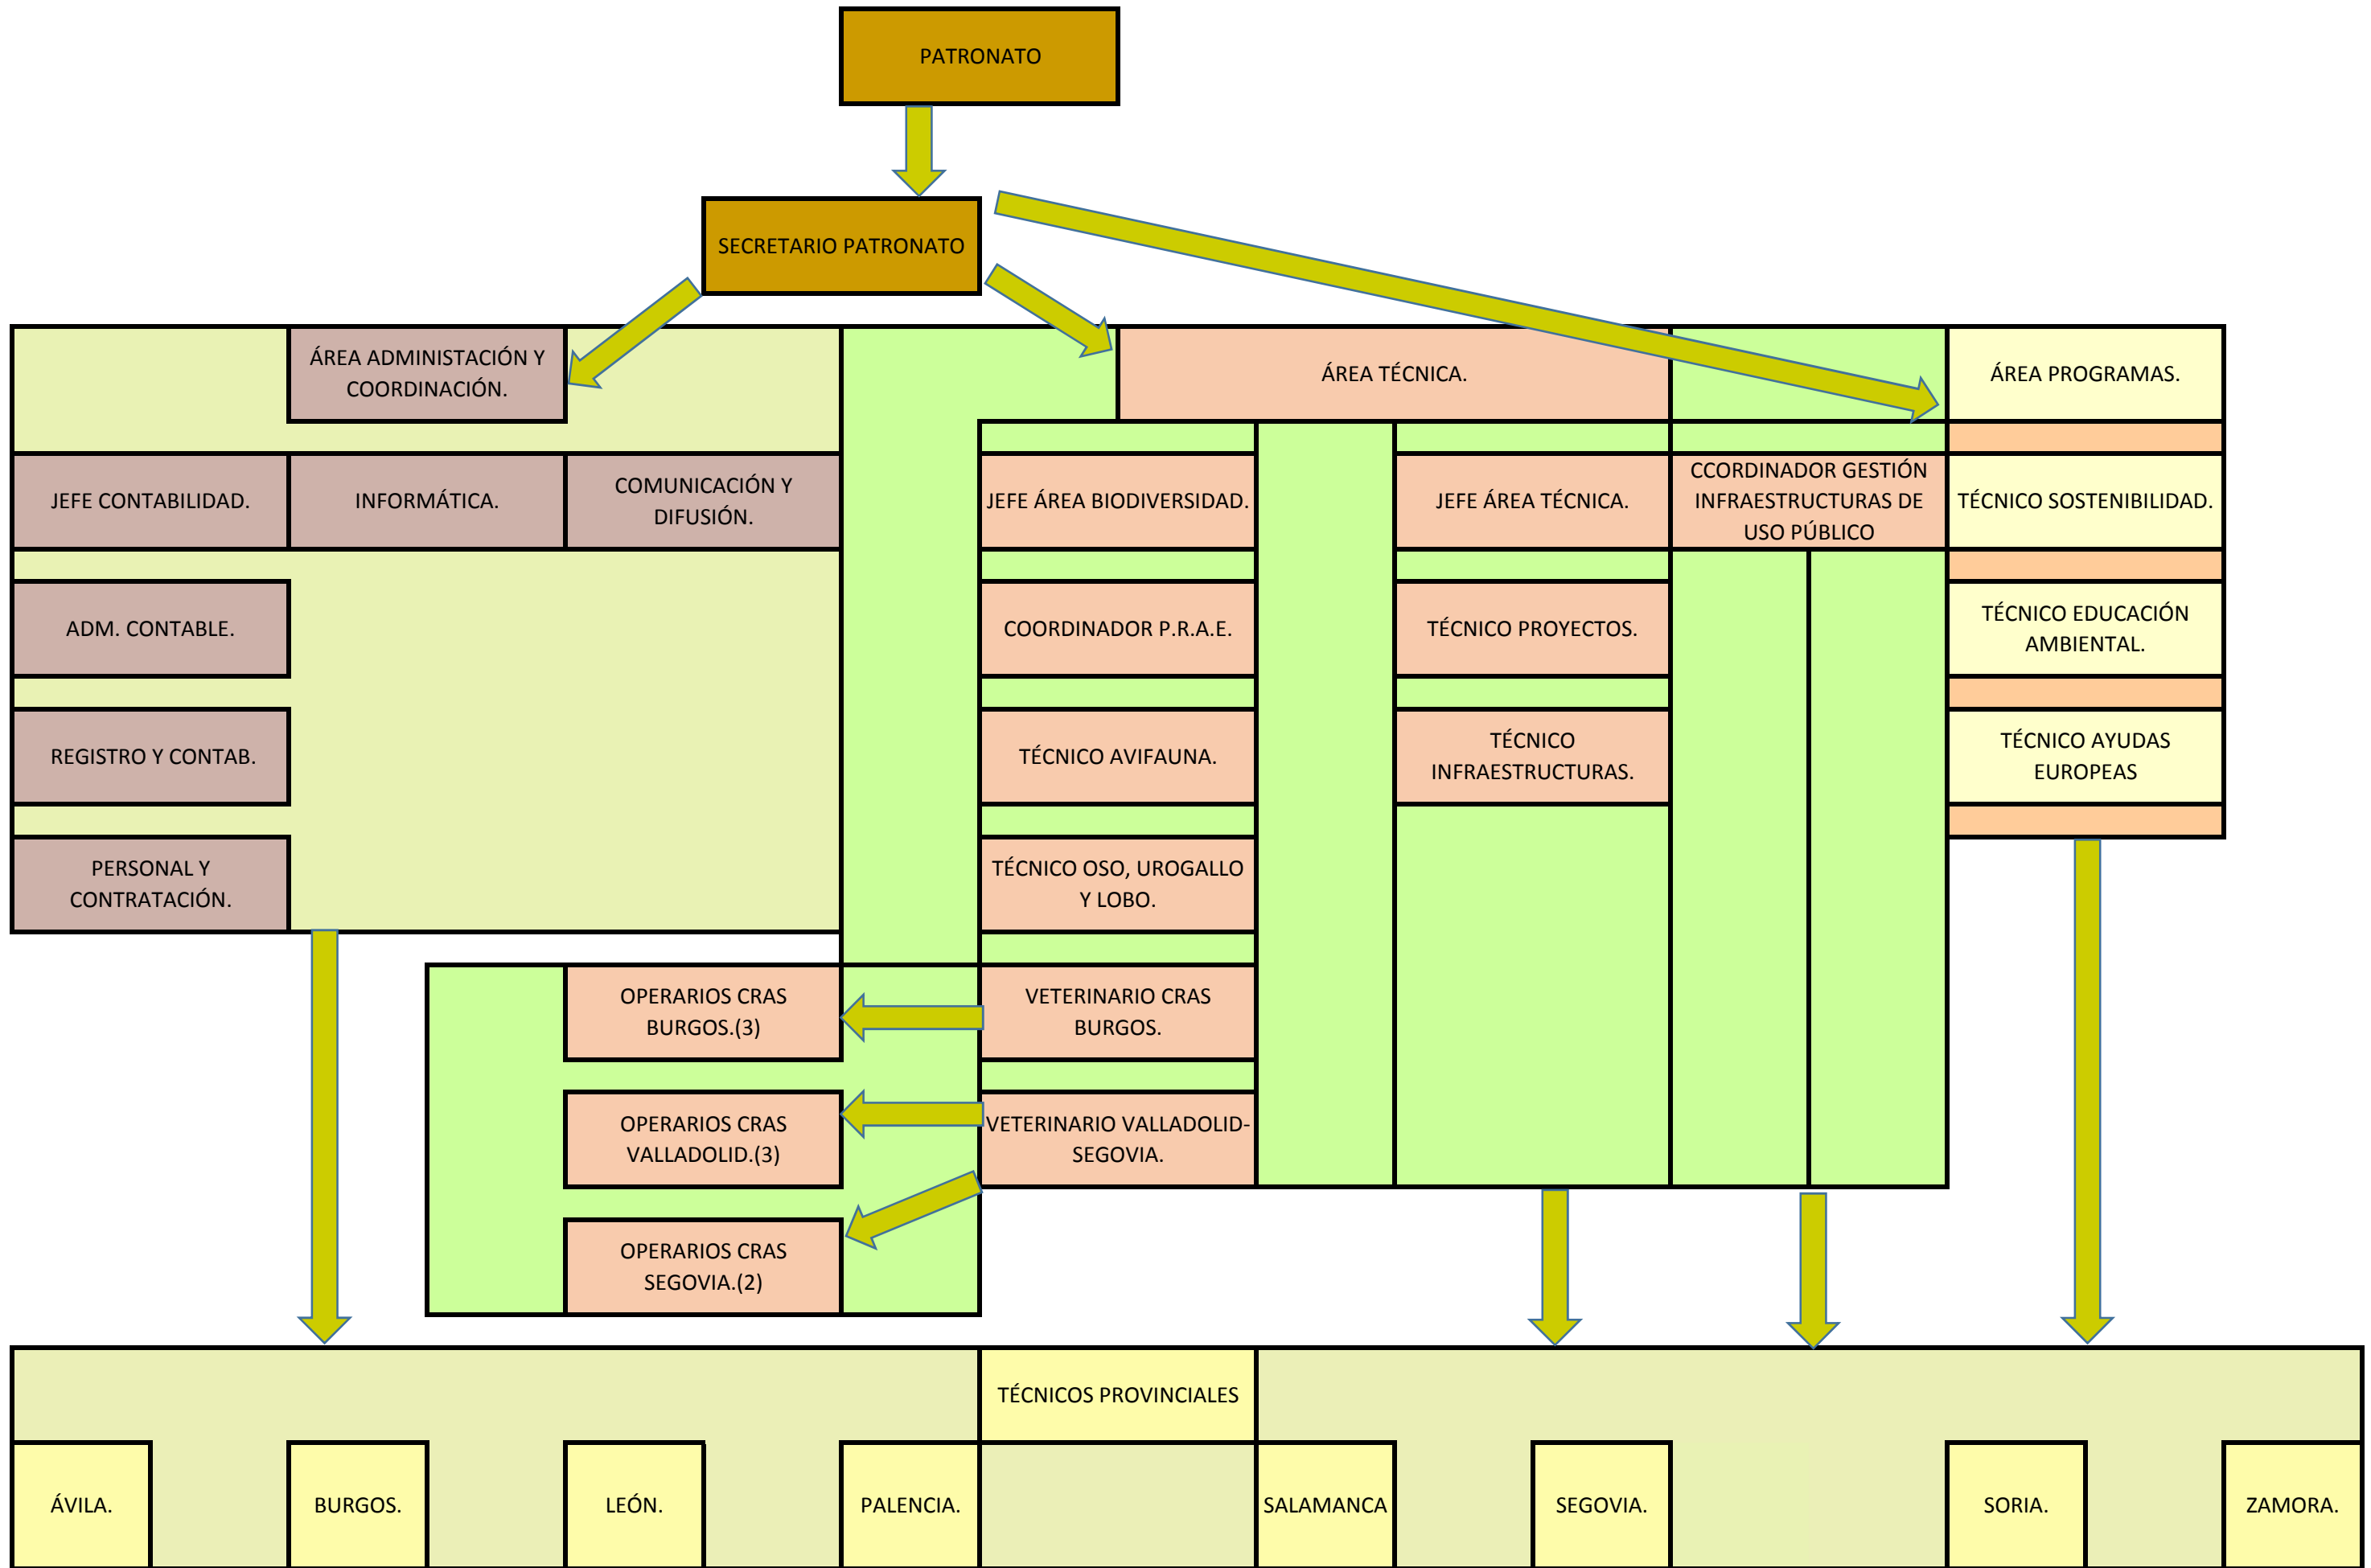 PATRONATO
SECRETARIO PATRONATO
ÁREA ADMINISTACIÓN Y
COORDINACIÓN.
ÁREA TÉCNICA.
ÁREA PROGRAMAS.
JEFE CONTABILIDAD.
INFORMÁTICA.
COMUNICACIÓN Y
DIFUSIÓN.
JEFE ÁREA BIODIVERSIDAD.
JEFE ÁREA TÉCNICA.
CCORDINADOR GESTIÓN
INFRAESTRUCTURAS DE
USO PÚBLICO
TÉCNICO SOSTENIBILIDAD.
ADM. CONTABLE.
COORDINADOR P.R.A.E.
TÉCNICO PROYECTOS.
TÉCNICO EDUCACIÓN
AMBIENTAL.
REGISTRO Y CONTAB.
TÉCNICO AVIFAUNA.
TÉCNICO
INFRAESTRUCTURAS.
TÉCNICO AYUDAS
EUROPEAS
PERSONAL Y
CONTRATACIÓN.
TÉCNICO OSO, UROGALLO
Y LOBO.
OPERARIOS CRAS
BURGOS.(3)
VETERINARIO CRAS
BURGOS.
OPERARIOS CRAS
VALLADOLID.(3)
VETERINARIO VALLADOLID-
SEGOVIA.
OPERARIOS CRAS
SEGOVIA.(2)
TÉCNICOS PROVINCIALES
ÁVILA.
BURGOS.
LEÓN.
PALENCIA.
SALAMANCA
SEGOVIA.
SORIA.
ZAMORA.